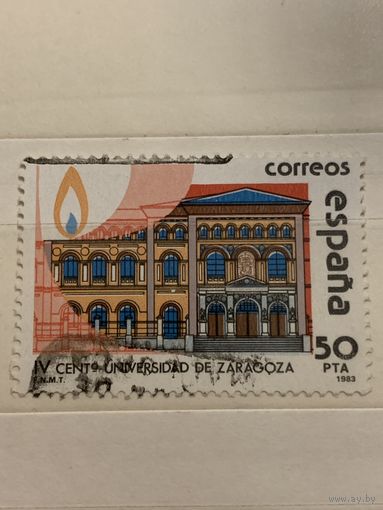 correos
españa
50
PTA
IV CENTº UNIVERSIDAD DE ZARAGOZA
F.N.M.T.
1983
www.ay.by